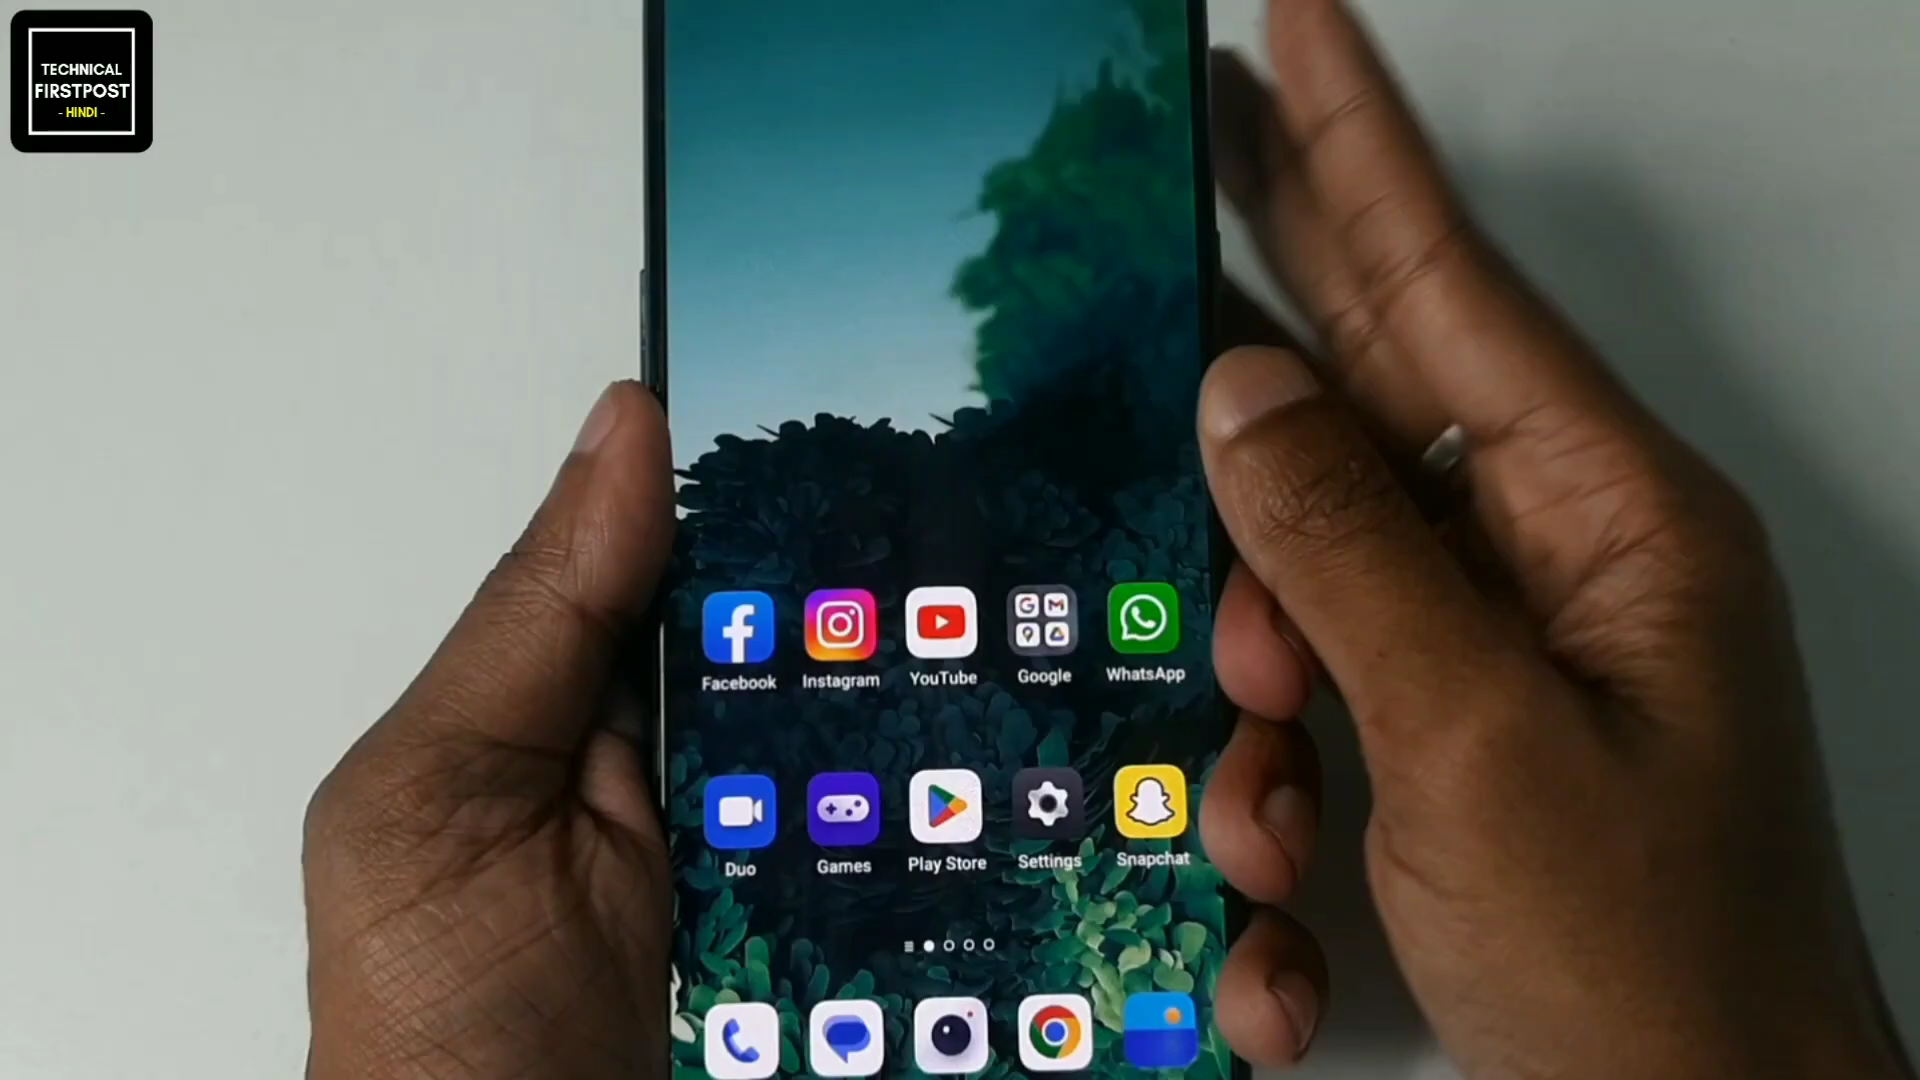 TECHNICAL
FIRSTPOST
- HINDI -
Facebook Instagram YouTube Google WhatsApp
Duo Games Play Store Settings Snapchat